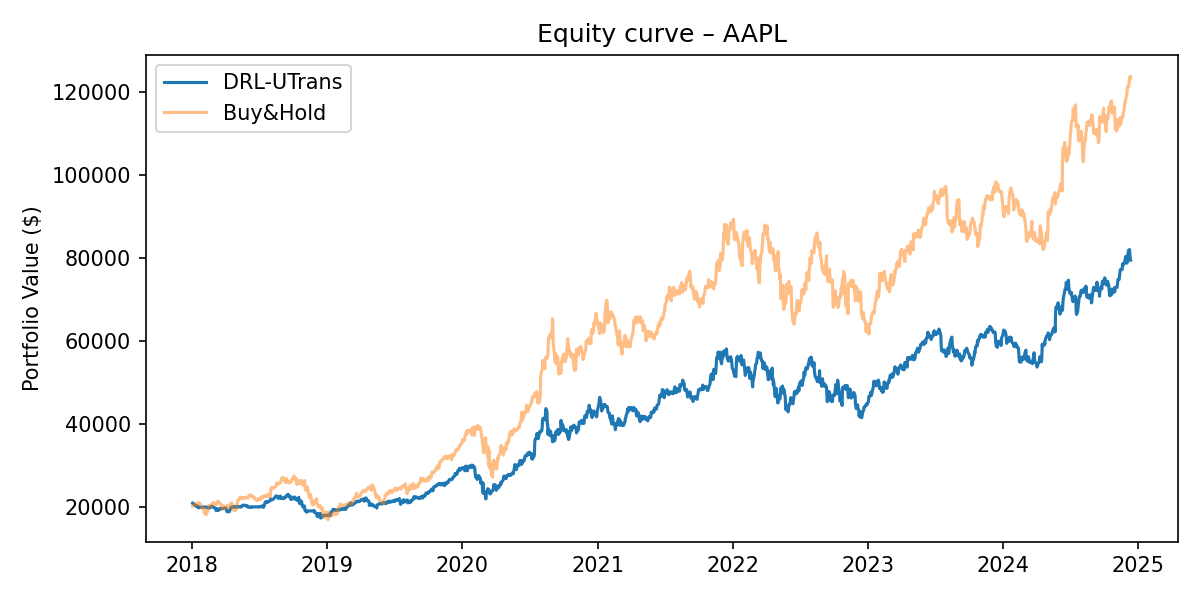 Equity curve – AAPL
DRL-UTrans
Buy&Hold
Portfolio Value ($)
120000
100000
80000
60000
40000
20000
2018 2019 2020 2021 2022 2023 2024 2025